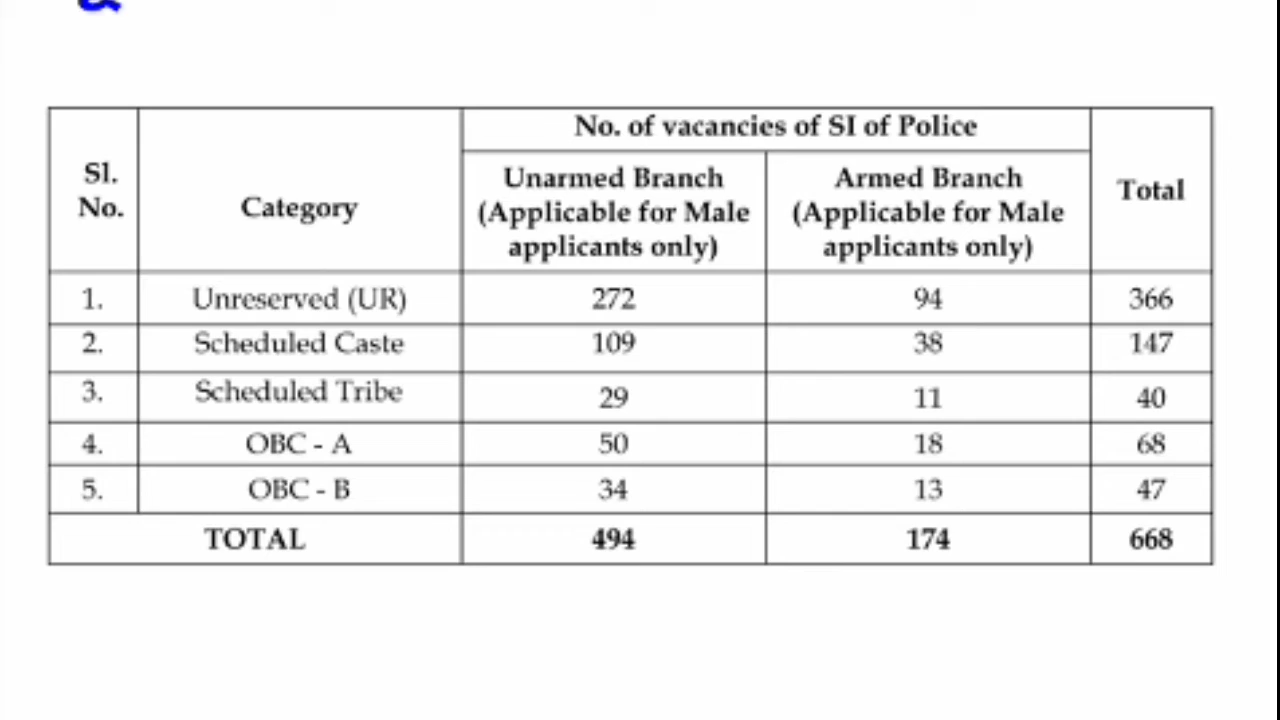 No. of vacancies of SI of Police
Sl. No.
Category
Unarmed Branch (Applicable for Male applicants only)
Armed Branch (Applicable for Male applicants only)
Total
1. Unreserved (UR) 272 94 366
2. Scheduled Caste 109 38 147
3. Scheduled Tribe 29 11 40
4. OBC - A 50 18 68
5. OBC - B 34 13 47
TOTAL 494 174 668